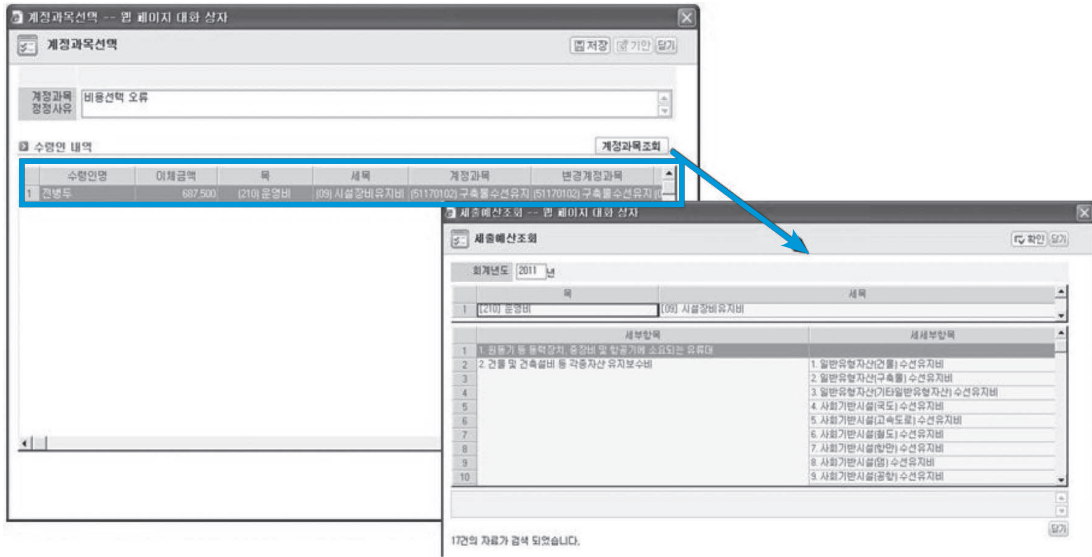 계정과목선택 -- 웹 페이지 대화 상자
계정과목선택
저장 기안 닫기
계정과목 정정사유
비용선택 오류
수령인 내역
계정과목조회
수령인명 이체금액 목 세목 계정과목 변경계정과목
1 전병두 687,500 (210) 운영비 (09) 시설장비유지비 (51170102) 구축물수선유지 (51170102) 구축물수선유지
세출예산조회 -- 웹 페이지 대화 상자
세출예산조회
확인 닫기
회계년도 2011 년
목 세목
1 [210] 운영비 [09] 시설장비유지비
세부항목 세세부항목
1 1. 원동기 등 동력장치, 중장비 및 항공기에 소요되는 유류대
2 2. 건물 및 건축설비 등 각종자산 유지보수비 1. 일반유형자산(건물) 수선유지비
3 2. 일반유형자산(구축물) 수선유지비
4 3. 일반유형자산(기타일반유형자산) 수선유지비
5 4. 사회기반시설(국도) 수선유지비
6 5. 사회기반시설(고속도로) 수선유지비
7 6. 사회기반시설(철도) 수선유지비
8 7. 사회기반시설(항만) 수선유지비
9 8. 사회기반시설(댐) 수선유지비
10 9. 사회기반시설(공항) 수선유지비
닫기
17건의 자료가 검색 되었습니다.